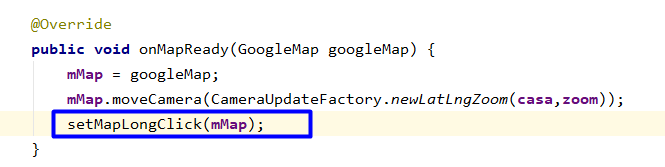 @Override
public void onMapReady(GoogleMap googleMap) {
mMap = googleMap;
mMap.moveCamera(CameraUpdateFactory.newLatLngZoom(casa,zoom));
setMapLongClick(mMap);
}